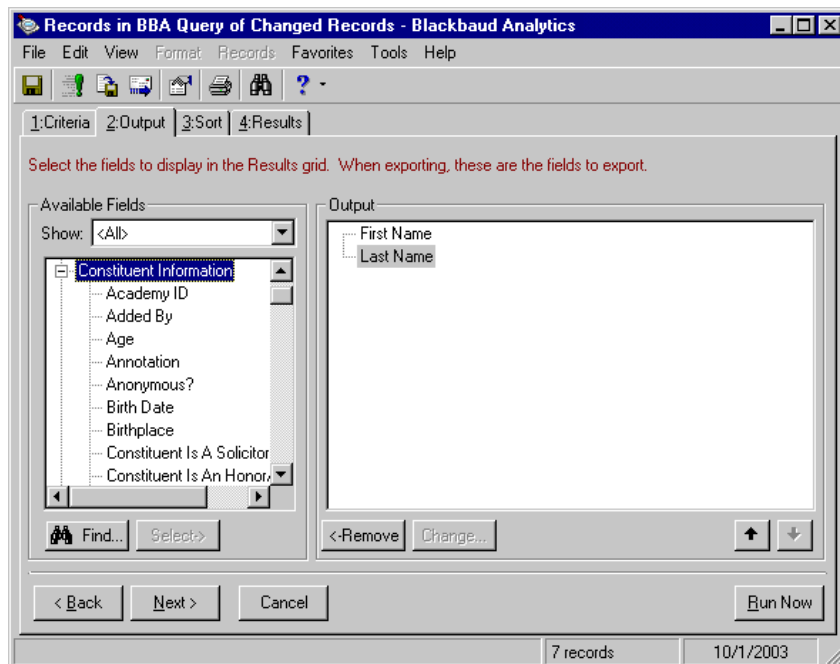 Records in BBA Query of Changed Records - Blackbaud Analytics
File Edit View Format Records Favorites Tools Help
1:Criteria 2:Output 3:Sort 4:Results
Select the fields to display in the Results grid. When exporting, these are the fields to export.
Available Fields
Show: <All>
Constituent Information
Academy ID
Added By
Age
Annotation
Anonymous?
Birth Date
Birthplace
Constituent Is A Solicitor
Constituent Is An Honor
Find... Select->
Output
First Name
Last Name
<-Remove Change...
< Back Next > Cancel Run Now
7 records 10/1/2003